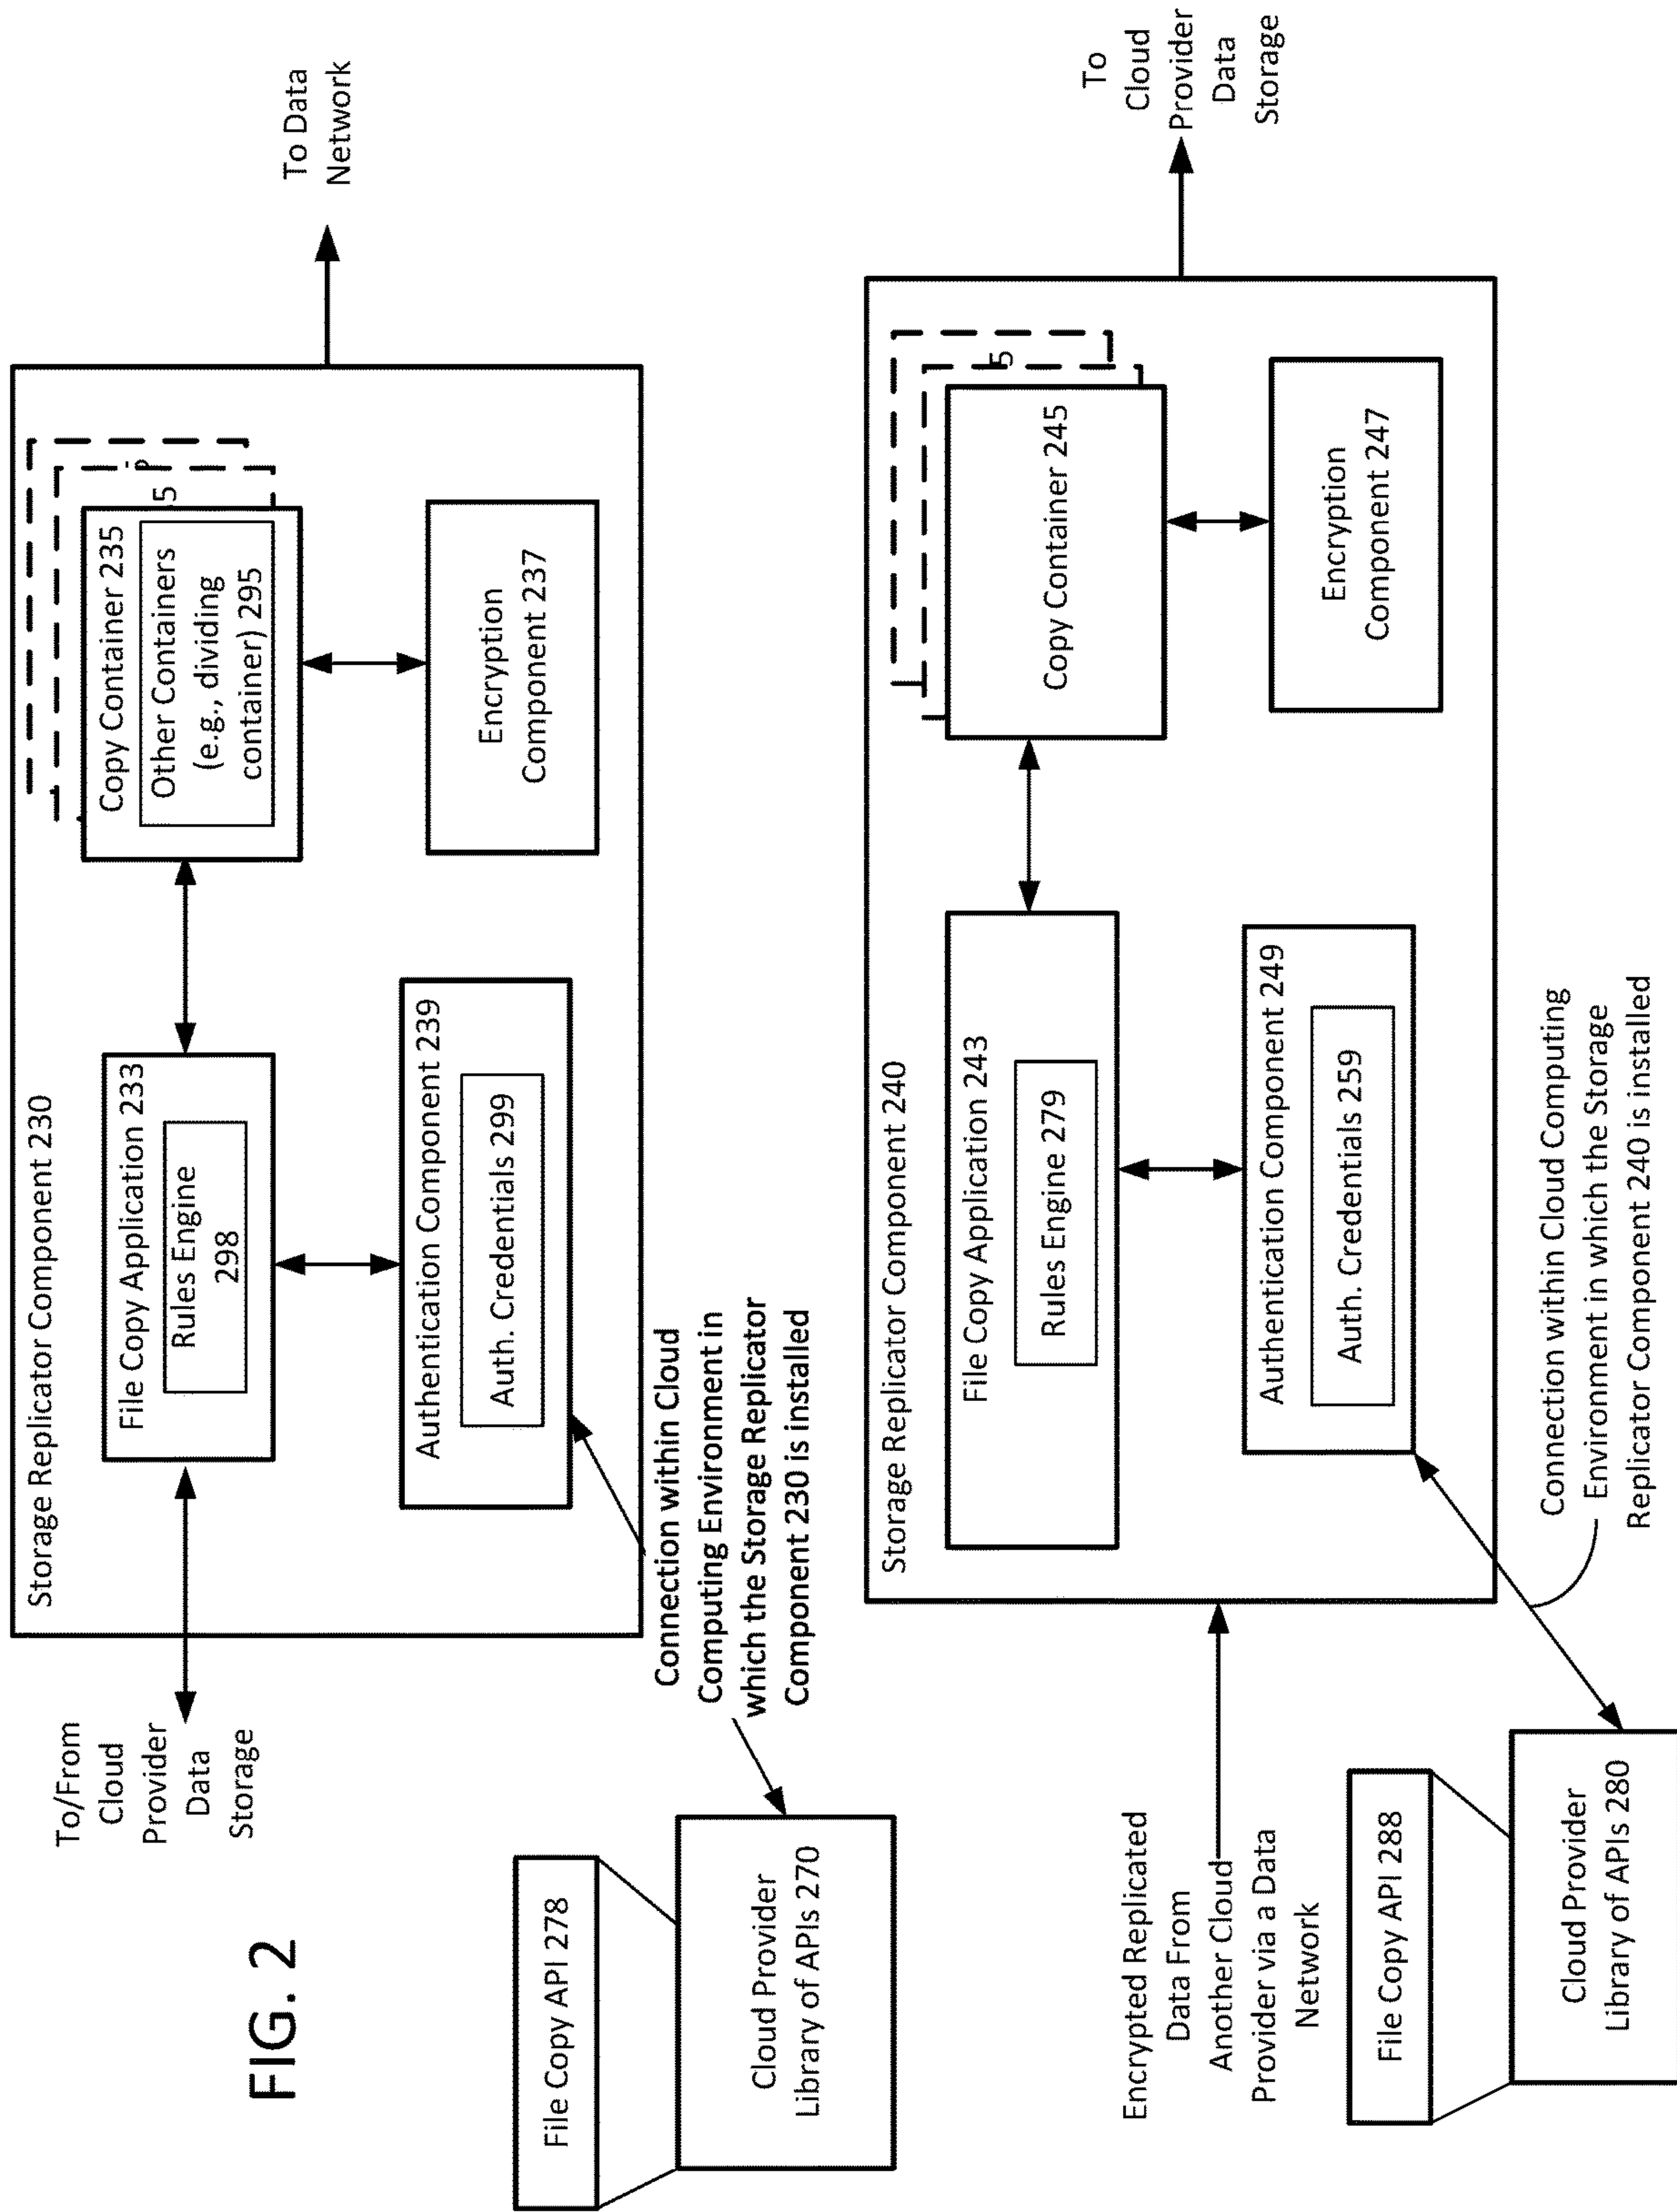 FIG. 2
To/From
Cloud
Provider
Data
Storage
Storage Replicator Component 230
File Copy Application 233
Rules Engine
298
Authentication Component 239
Auth. Credentials 299
Copy Container 235
Other Containers
(e.g., dividing
container) 295
5
Encryption
Component 237
To Data
Network
File Copy API 278
Cloud Provider
Library of APIs 270
Connection within Cloud
Computing Environment in
which the Storage Replicator
Component 230 is installed
Storage Replicator Component 240
File Copy Application 243
Rules Engine 279
Authentication Component 249
Auth. Credentials 259
Copy Container 245
5
Encryption
Component 247
To
Cloud
Provider
Data
Storage
Encrypted Replicated
Data From
Another Cloud
Provider via a Data
Network
File Copy API 288
Cloud Provider
Library of APIs 280
Connection within Cloud Computing
Environment in which the Storage
Replicator Component 240 is installed